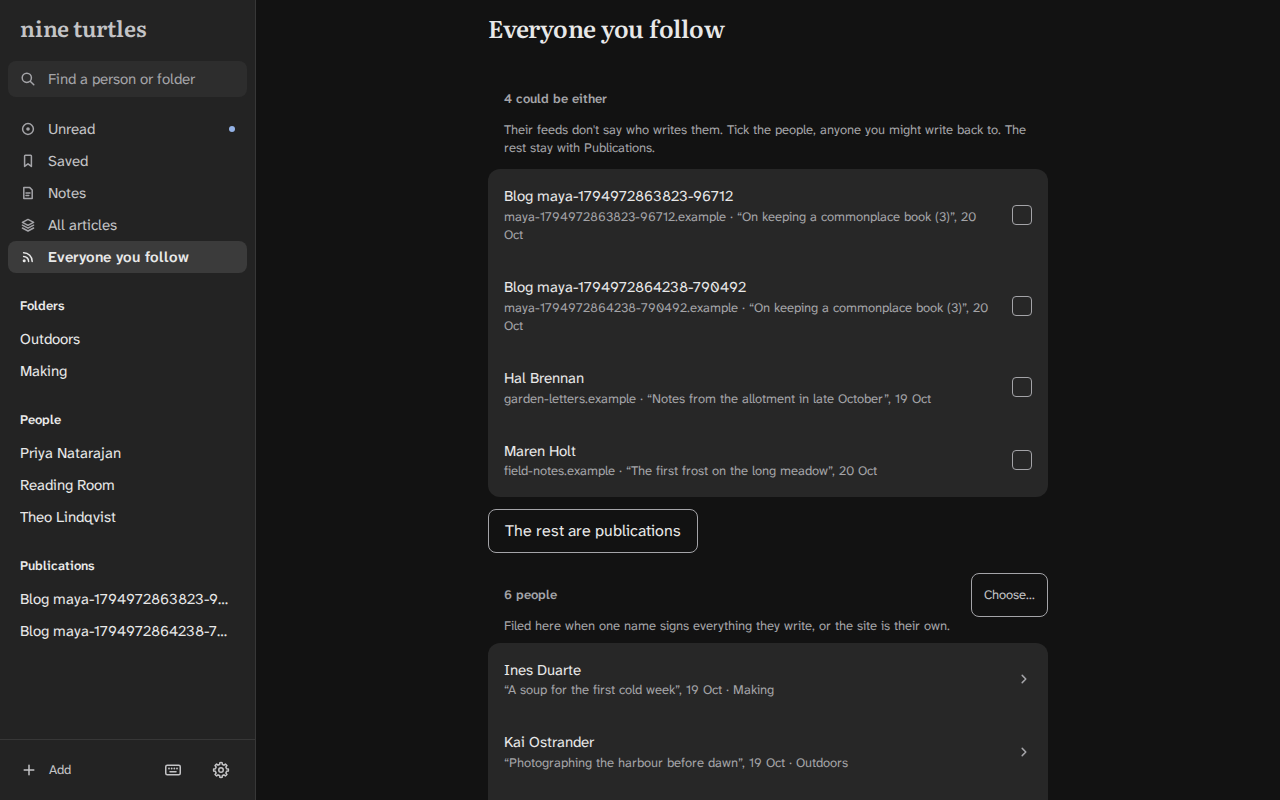 nine turtles
Find a person or folder
Unread
Saved
Notes
All articles
Everyone you follow
Folders
Outdoors
Making
People
Priya Natarajan
Reading Room
Theo Lindqvist
Publications
Blog maya-1794972863823-9...
Blog maya-1794972864238-7...
Add
Everyone you follow
4 could be either
Their feeds don't say who writes them. Tick the people, anyone you might write back to. The
rest stay with Publications.
Blog maya-1794972863823-96712
maya-1794972863823-96712.example · “On keeping a commonplace book (3)”, 20
Oct
Blog maya-1794972864238-790492
maya-1794972864238-790492.example · “On keeping a commonplace book (3)”, 20
Oct
Hal Brennan
garden-letters.example · “Notes from the allotment in late October”, 19 Oct
Maren Holt
field-notes.example · “The first frost on the long meadow”, 20 Oct
The rest are publications
6 people
Choose...
Filed here when one name signs everything they write, or the site is their own.
Ines Duarte
“A soup for the first cold week”, 19 Oct · Making
Kai Ostrander
“Photographing the harbour before dawn”, 19 Oct · Outdoors